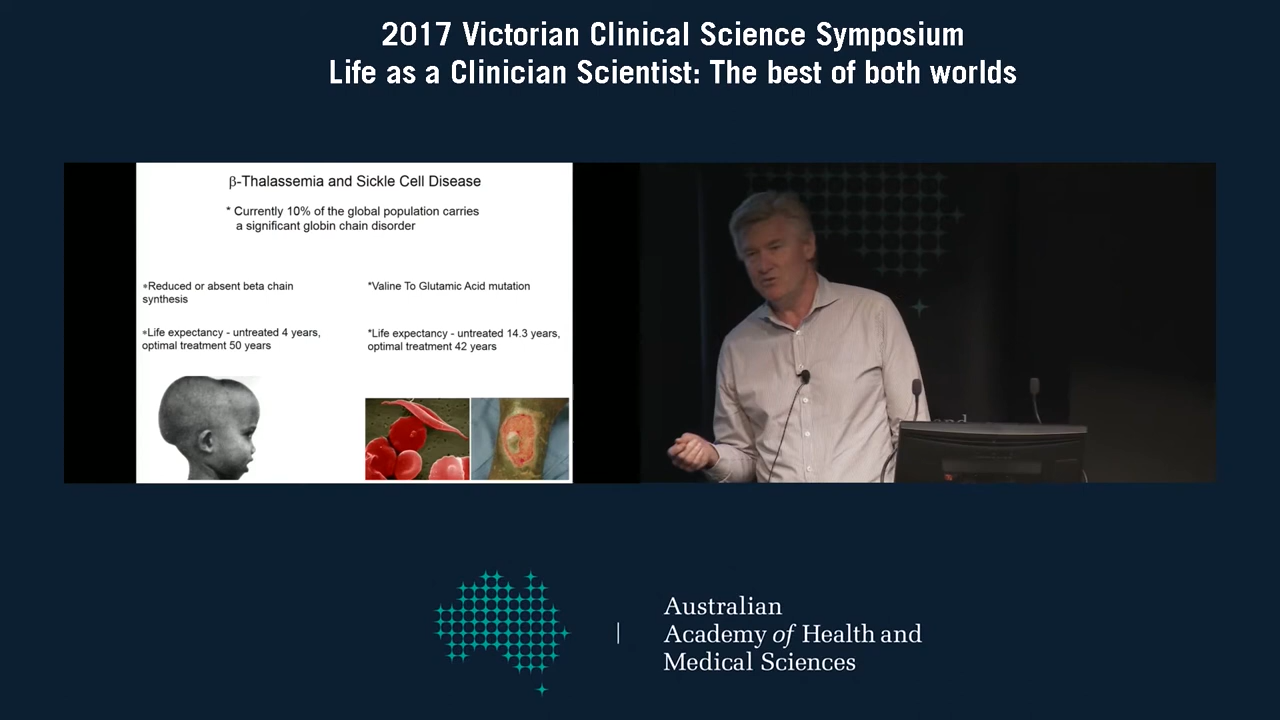 2017 Victorian Clinical Science Symposium
Life as a Clinician Scientist: The best of both worlds
β-Thalassemia and Sickle Cell Disease
* Currently 10% of the global population carries
a significant globin chain disorder
*Reduced or absent beta chain
synthesis
*Life expectancy - untreated 4 years,
optimal treatment 50 years
*Valine To Glutamic Acid mutation
*Life expectancy - untreated 14.3 years,
optimal treatment 42 years
and
Australian
Academy of Health and
Medical Sciences